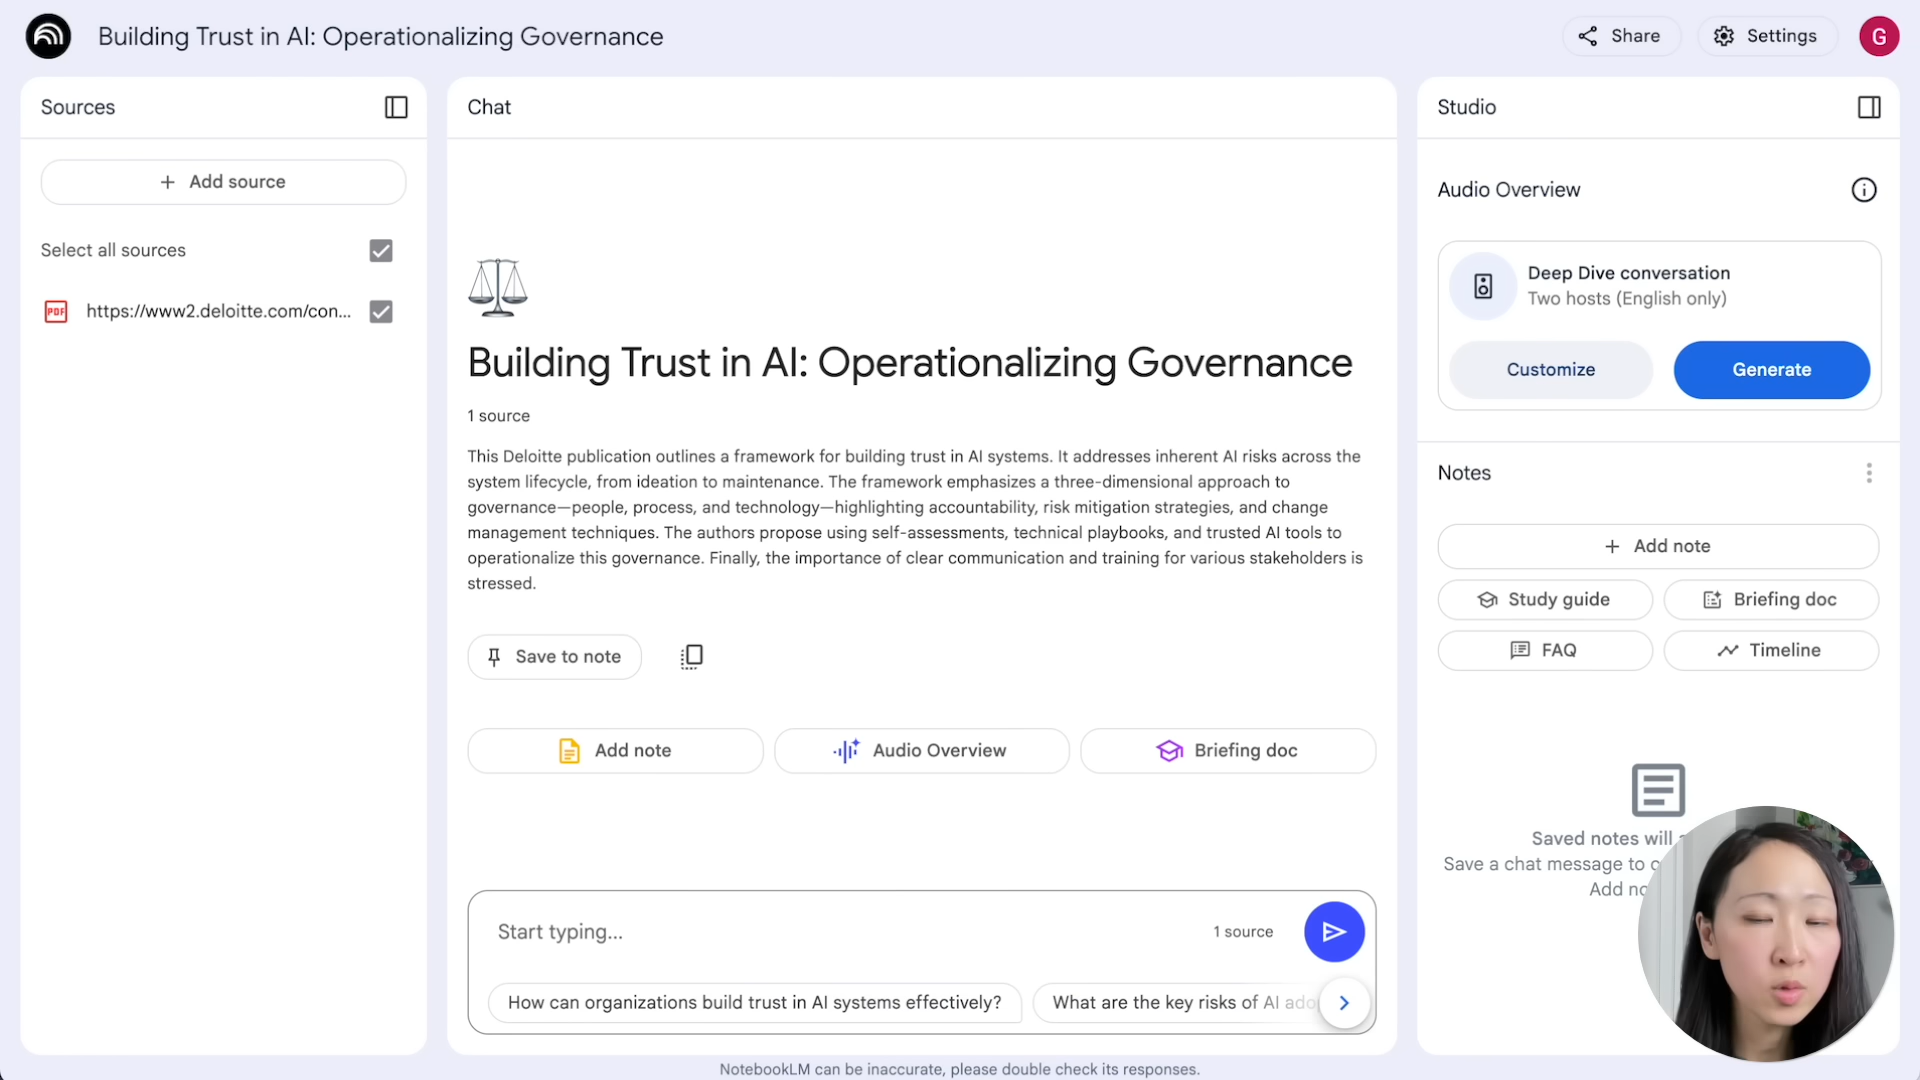 Building Trust in AI: Operationalizing Governance
Share
Settings
G
Sources
Add source
Select all sources
PDF
https://www2.deloitte.com/con...
Chat
Building Trust in AI: Operationalizing Governance
1 source
This Deloitte publication outlines a framework for building trust in AI systems. It addresses inherent AI risks across the
system lifecycle, from ideation to maintenance. The framework emphasizes a three-dimensional approach to
governance—people, process, and technology—highlighting accountability, risk mitigation strategies, and change
management techniques. The authors propose using self-assessments, technical playbooks, and trusted AI tools to
operationalize this governance. Finally, the importance of clear communication and training for various stakeholders is
stressed.
Save to note
Add note
Audio Overview
Briefing doc
Start typing...
1 source
How can organizations build trust in AI systems effectively?
What are the key risks of AI
NotebookLM can be inaccurate, please double check its responses.
Studio
Audio Overview
Deep Dive conversation
Two hosts (English only)
Customize
Generate
Notes
Add note
Study guide
Briefing doc
FAQ
Timeline
Saved notes will
Save a chat message to
Add